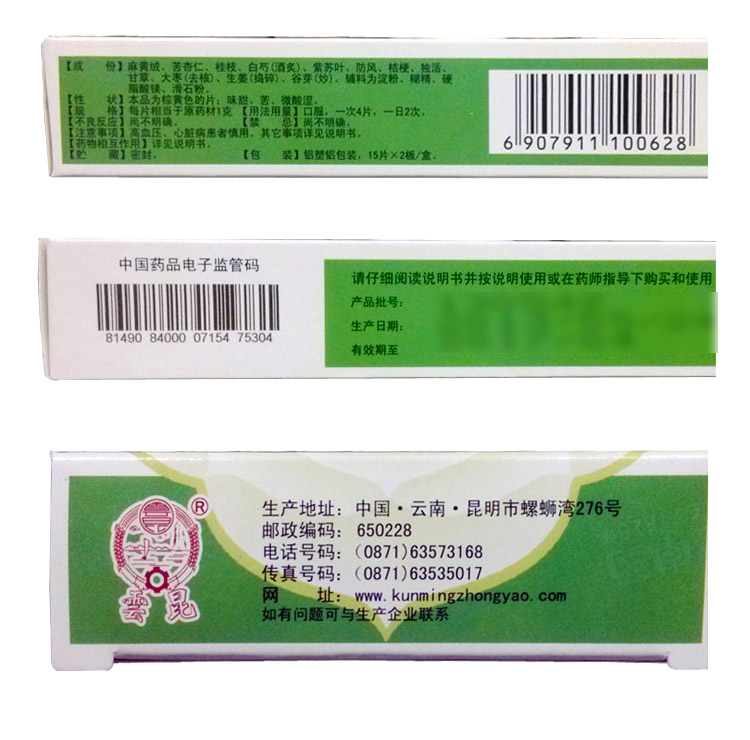 【成　份】麻黄绒、苦杏仁、桂枝、白芍(酒炙)、紫苏叶、防风、桔梗、独活、
甘草、大枣(去核)、生姜(捣碎)、谷芽(炒)。辅料为淀粉、糊精、硬
脂酸镁、滑石粉。
【性　状】本品为棕黄色的片；味甜、苦、微酸涩。
【规　格】每片相当于原药材1克【用法用量】口服，一次4片，一日2次。
【不良反应】尚不明确。【禁　忌】尚不明确。
【注意事项】高血压、心脏病患者慎用，其它事项详见说明书。
【药物相互作用】详见说明书。
【贮　藏】密封。【包　装】铝塑铝包装，15片×2板/盒。
6 907911 100628
中国药品电子监管码
81490 84000 07154 75304
请仔细阅读说明书并按说明使用或在药师指导下购买和使用
产品批号：
生产日期：
有效期至
®
雲昆
生产地址：中国·云南·昆明市螺蛳湾276号
邮政编码：650228
电话号码：(0871)63573168
传真号码：(0871)63535017
网　　址：www.kunmingzhongyao.com
如有问题可与生产企业联系